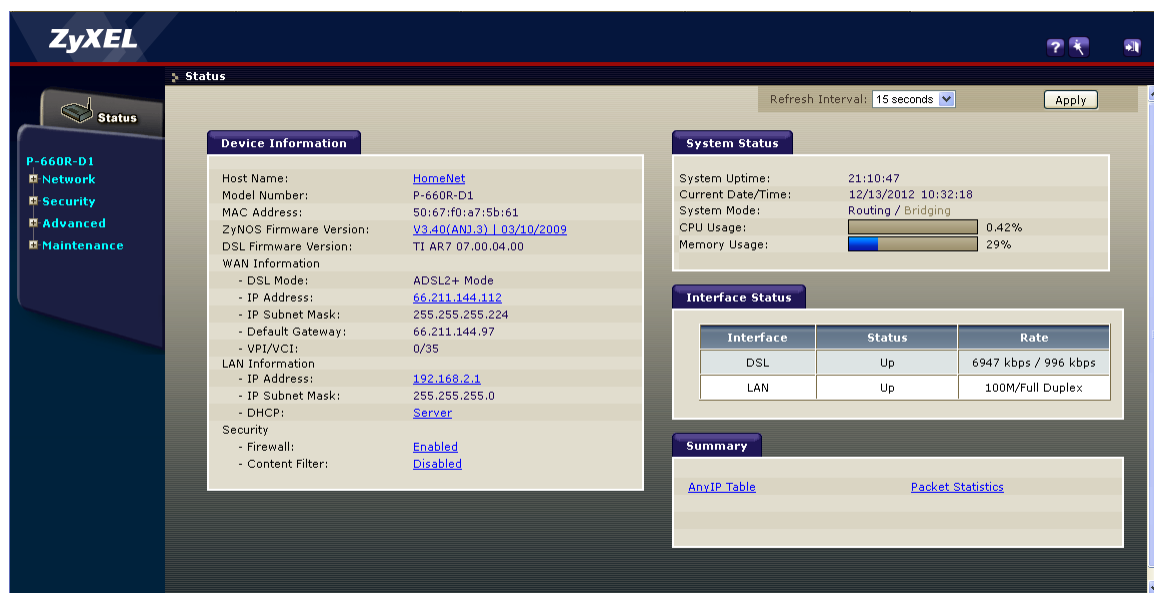 ZyXEL
Status
Status
Refresh Interval: 15 seconds Apply
P-660R-D1
Network
Security
Advanced
Maintenance
Device Information
Host Name: HomeNet
Model Number: P-660R-D1
MAC Address: 50:67:f0:a7:5b:61
ZyNOS Firmware Version: V3.40(ANJ.3) | 03/10/2009
DSL Firmware Version: TI AR7 07.00.04.00
WAN Information
- DSL Mode: ADSL2+ Mode
- IP Address: 66.211.144.112
- IP Subnet Mask: 255.255.255.224
- Default Gateway: 66.211.144.97
- VPI/VCI: 0/35
LAN Information
- IP Address: 192.168.2.1
- IP Subnet Mask: 255.255.255.0
- DHCP: Server
Security
- Firewall: Enabled
- Content Filter: Disabled
System Status
System Uptime: 21:10:47
Current Date/Time: 12/13/2012 10:32:18
System Mode: Routing / Bridging
CPU Usage: 0.42%
Memory Usage: 29%
Interface Status
Interface Status Rate
DSL Up 6947 kbps / 996 kbps
LAN Up 100M/Full Duplex
Summary
AnyIP Table Packet Statistics